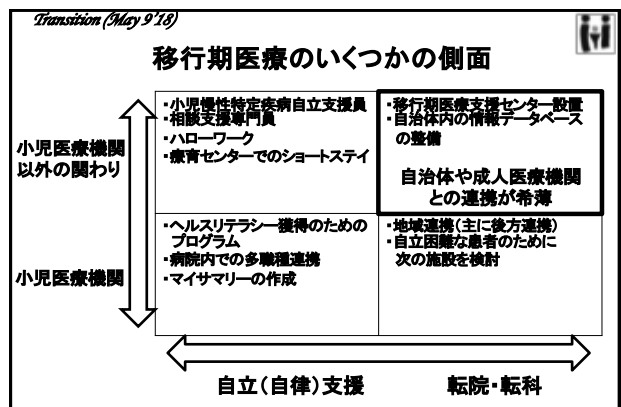 Transition (May 9'18)
移行期医療のいくつかの側面
小児医療機関
以外の関わり
・小児慢性特定疾病自立支援員
・相談支援専門員
・ハローワーク
・療育センターでのショートステイ
・移行期医療支援センター設置
・自治体内の情報データベース
の整備
自治体や成人医療機関
との連携が希薄
小児医療機関
・ヘルスリテラシー獲得のための
プログラム
・病院内での多職種連携
・マイサマリーの作成
・地域連携(主に後方連携)
・自立困難な患者のために
次の施設を検討
自立(自律)支援
転院・転科